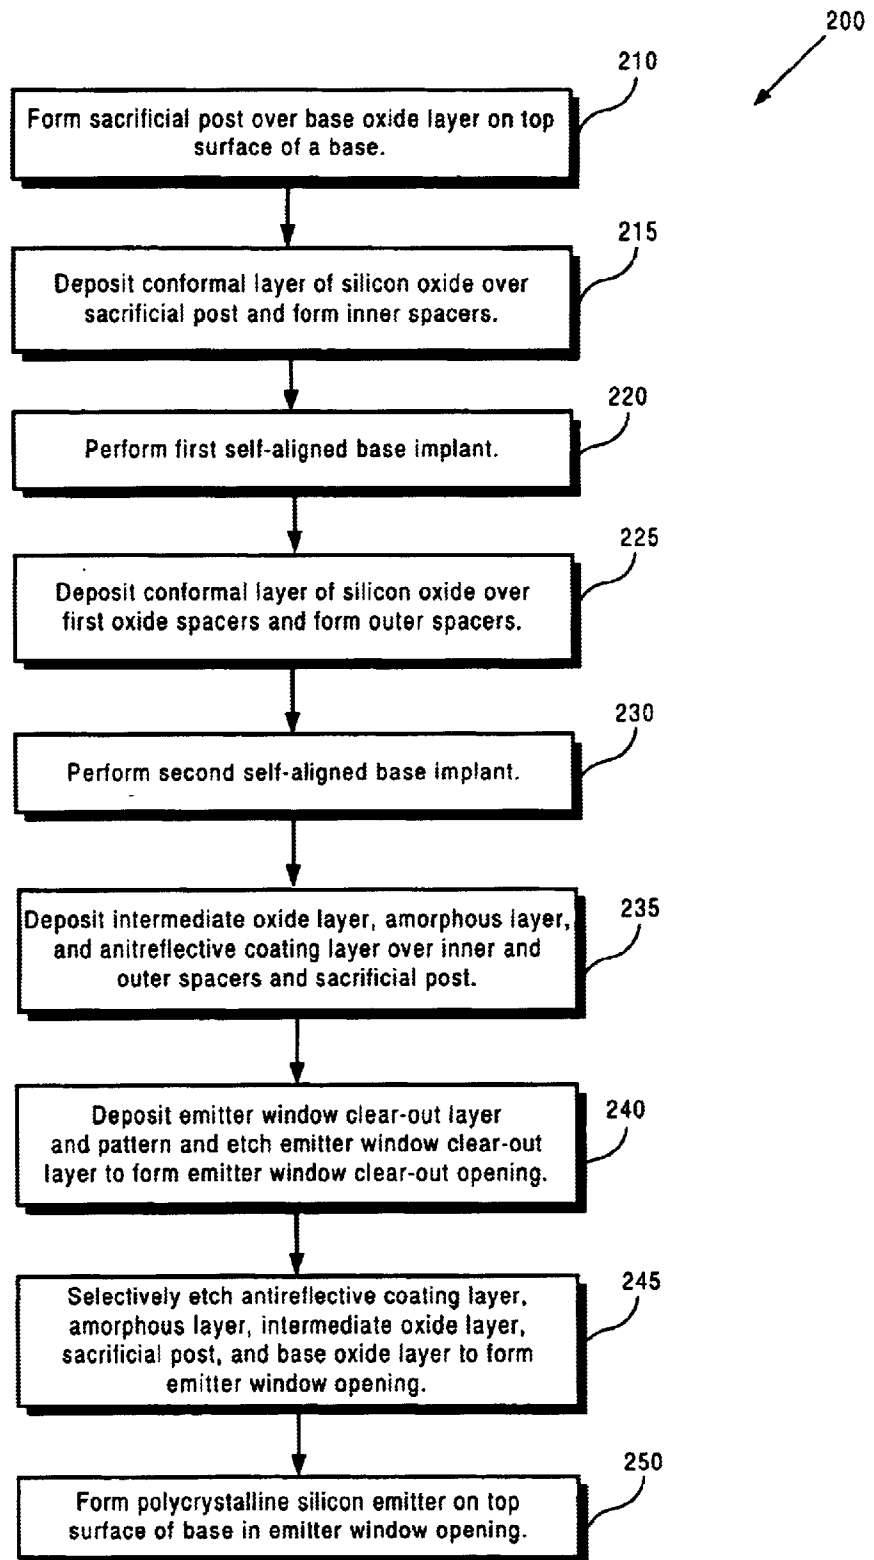 200
210
Form sacrificial post over base oxide layer on top
surface of a base.
215
Deposit conformal layer of silicon oxide over
sacrificial post and form inner spacers.
220
Perform first self-aligned base implant.
225
Deposit conformal layer of silicon oxide over
first oxide spacers and form outer spacers.
230
Perform second self-aligned base implant.
235
Deposit intermediate oxide layer, amorphous layer,
and anitreflective coating layer over inner and
outer spacers and sacrificial post.
240
Deposit emitter window clear-out layer
and pattern and etch emitter window clear-out
layer to form emitter window clear-out opening.
245
Selectively etch antireflective coating layer,
amorphous layer, intermediate oxide layer,
sacrificial post, and base oxide layer to form
emitter window opening.
250
Form polycrystalline silicon emitter on top
surface of base in emitter window opening.